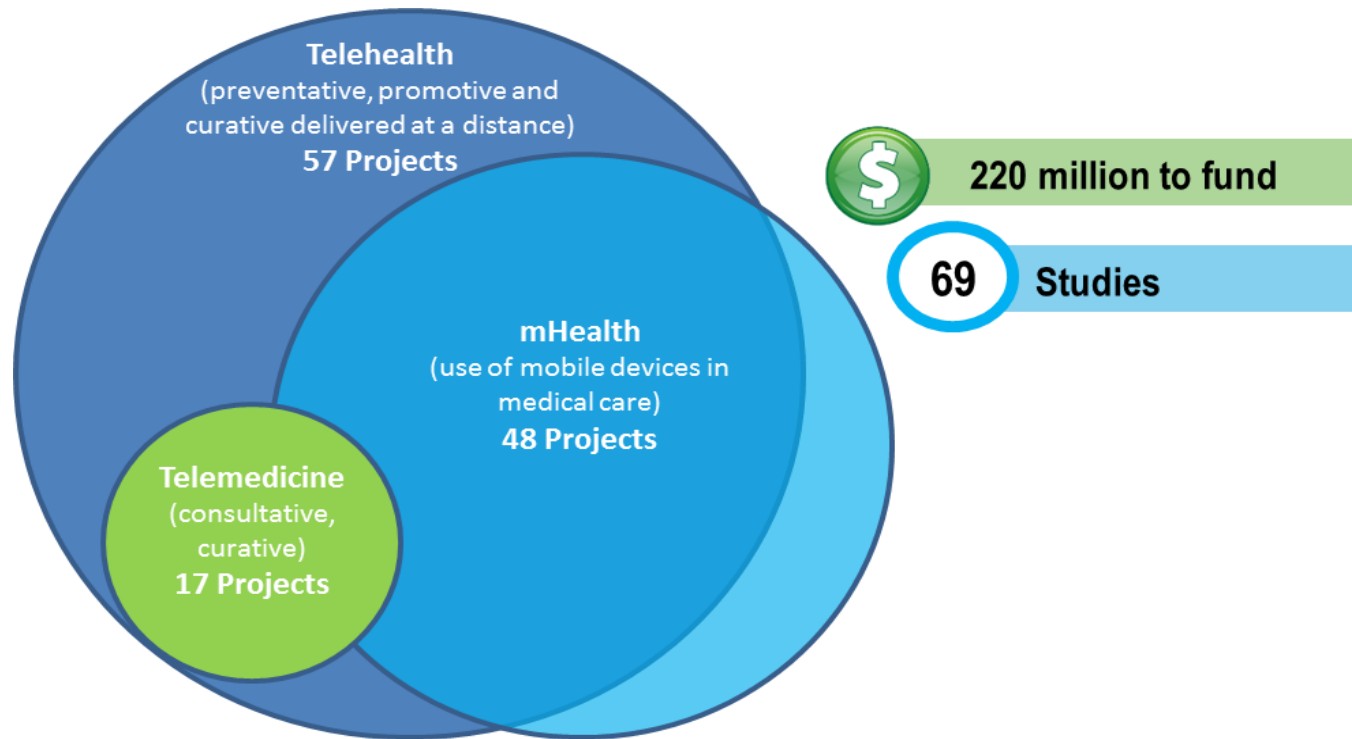 Telehealth
(preventative, promotive and
curative delivered at a distance)
57 Projects
mHealth
(use of mobile devices in
medical care)
48 Projects
Telemedicine
(consultative,
curative)
17 Projects
$ 220 million to fund
69 Studies